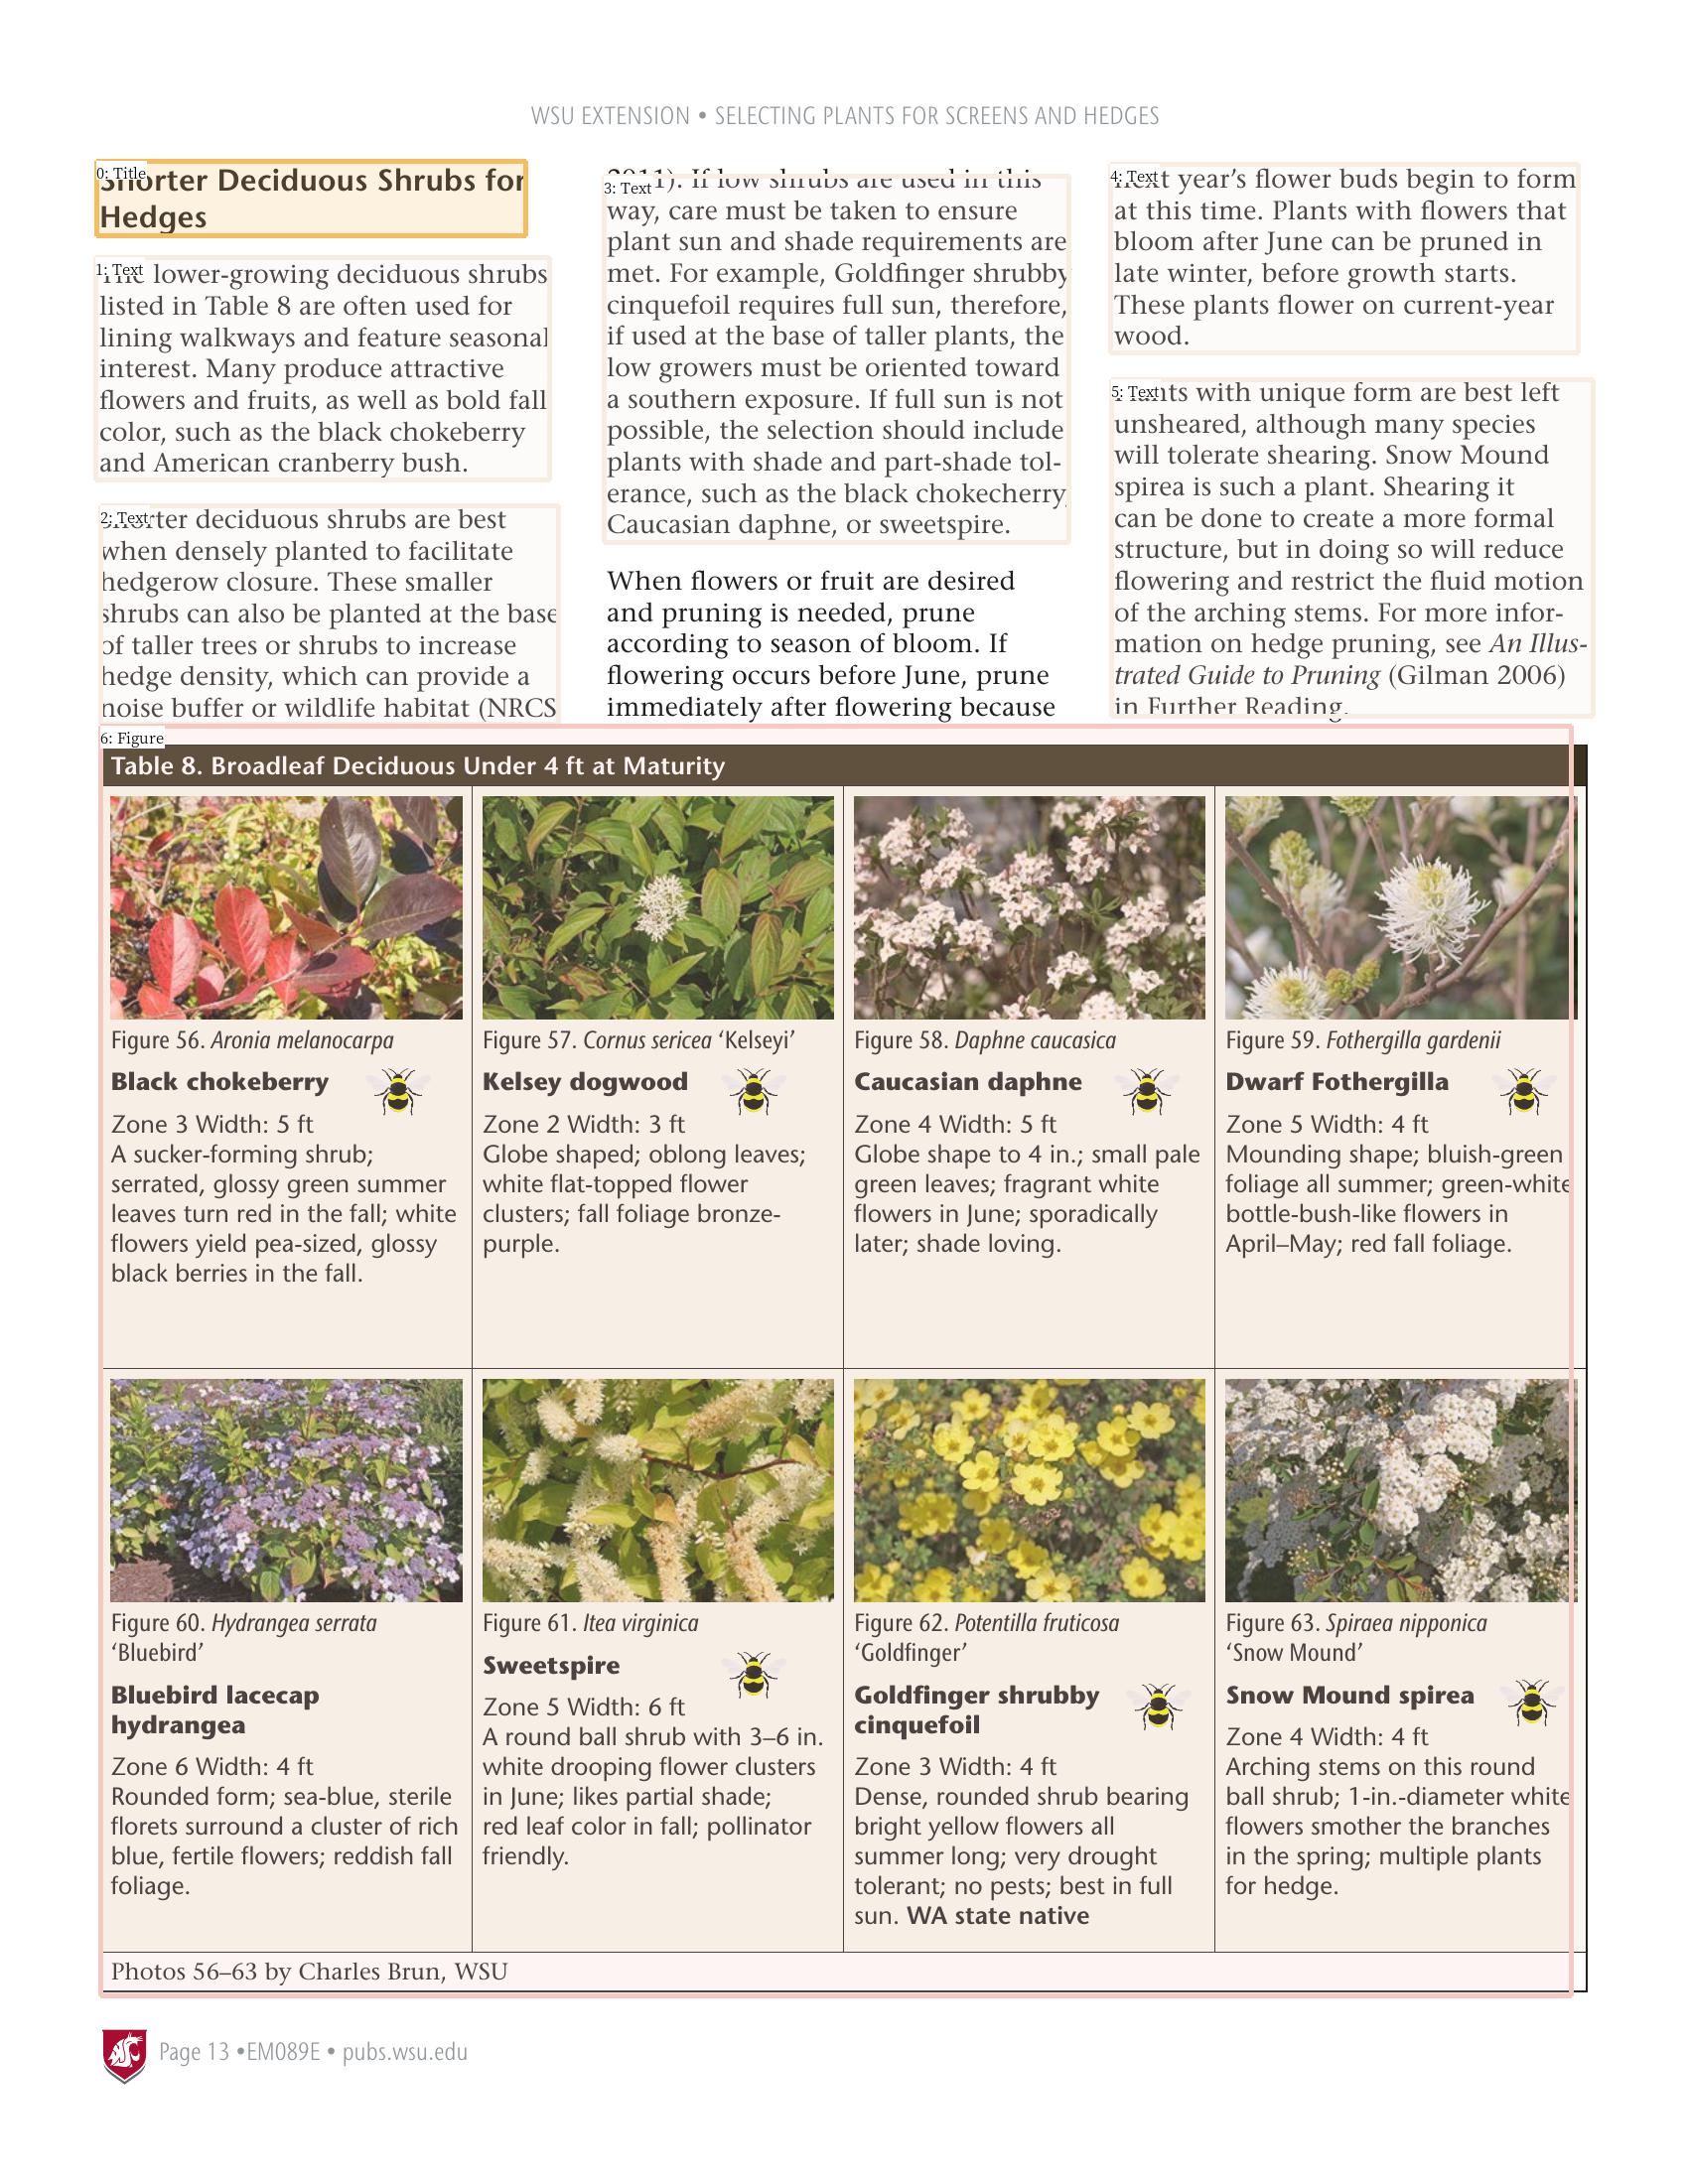 WSU EXTENSION • SELECTING PLANTS FOR SCREENS AND HEDGES
0: Title
Shorter Deciduous Shrubs for
Hedges
1: Text
The lower-growing deciduous shrubs
listed in Table 8 are often used for
lining walkways and feature seasonal
interest. Many produce attractive
flowers and fruits, as well as bold fall
color, such as the black chokeberry
and American cranberry bush.
2: Text
Shorter deciduous shrubs are best
when densely planted to facilitate
hedgerow closure. These smaller
shrubs can also be planted at the base
of taller trees or shrubs to increase
hedge density, which can provide a
noise buffer or wildlife habitat (NRCS
3: Text
2011). If low shrubs are used in this
way, care must be taken to ensure
plant sun and shade requirements are
met. For example, Goldfinger shrubby
cinquefoil requires full sun, therefore,
if used at the base of taller plants, the
low growers must be oriented toward
a southern exposure. If full sun is not
possible, the selection should include
plants with shade and part-shade tol-
erance, such as the black chokecherry,
Caucasian daphne, or sweetspire.
When flowers or fruit are desired
and pruning is needed, prune
according to season of bloom. If
flowering occurs before June, prune
immediately after flowering because
4: Text
next year's flower buds begin to form
at this time. Plants with flowers that
bloom after June can be pruned in
late winter, before growth starts.
These plants flower on current-year
wood.
5: Text
Plants with unique form are best left
unsheared, although many species
will tolerate shearing. Snow Mound
spirea is such a plant. Shearing it
can be done to create a more formal
structure, but in doing so will reduce
flowering and restrict the fluid motion
of the arching stems. For more infor-
mation on hedge pruning, see An Illus-
trated Guide to Pruning (Gilman 2006)
in Further Reading.
6: Figure
Table 8. Broadleaf Deciduous Under 4 ft at Maturity
Figure 56. Aronia melanocarpa
Black chokeberry
Zone 3 Width: 5 ft
A sucker-forming shrub;
serrated, glossy green summer
leaves turn red in the fall; white
flowers yield pea-sized, glossy
black berries in the fall.
Figure 57. Cornus sericea 'Kelseyi'
Kelsey dogwood
Zone 2 Width: 3 ft
Globe shaped; oblong leaves;
white flat-topped flower
clusters; fall foliage bronze-
purple.
Figure 58. Daphne caucasica
Caucasian daphne
Zone 4 Width: 5 ft
Globe shape to 4 in.; small pale
green leaves; fragrant white
flowers in June; sporadically
later; shade loving.
Figure 59. Fothergilla gardenii
Dwarf Fothergilla
Zone 5 Width: 4 ft
Mounding shape; bluish-green
foliage all summer; green-white
bottle-bush-like flowers in
April–May; red fall foliage.
Figure 60. Hydrangea serrata
'Bluebird'
Bluebird lacecap
hydrangea
Zone 6 Width: 4 ft
Rounded form; sea-blue, sterile
florets surround a cluster of rich
blue, fertile flowers; reddish fall
foliage.
Figure 61. Itea virginica
Sweetspire
Zone 5 Width: 6 ft
A round ball shrub with 3–6 in.
white drooping flower clusters
in June; likes partial shade;
red leaf color in fall; pollinator
friendly.
Figure 62. Potentilla fruticosa
'Goldfinger'
Goldfinger shrubby
cinquefoil
Zone 3 Width: 4 ft
Dense, rounded shrub bearing
bright yellow flowers all
summer long; very drought
tolerant; no pests; best in full
sun. WA state native
Figure 63. Spiraea nipponica
'Snow Mound'
Snow Mound spirea
Zone 4 Width: 4 ft
Arching stems on this round
ball shrub; 1-in.-diameter white
flowers smother the branches
in the spring; multiple plants
for hedge.
Photos 56–63 by Charles Brun, WSU
Page 13 •EM089E • pubs.wsu.edu